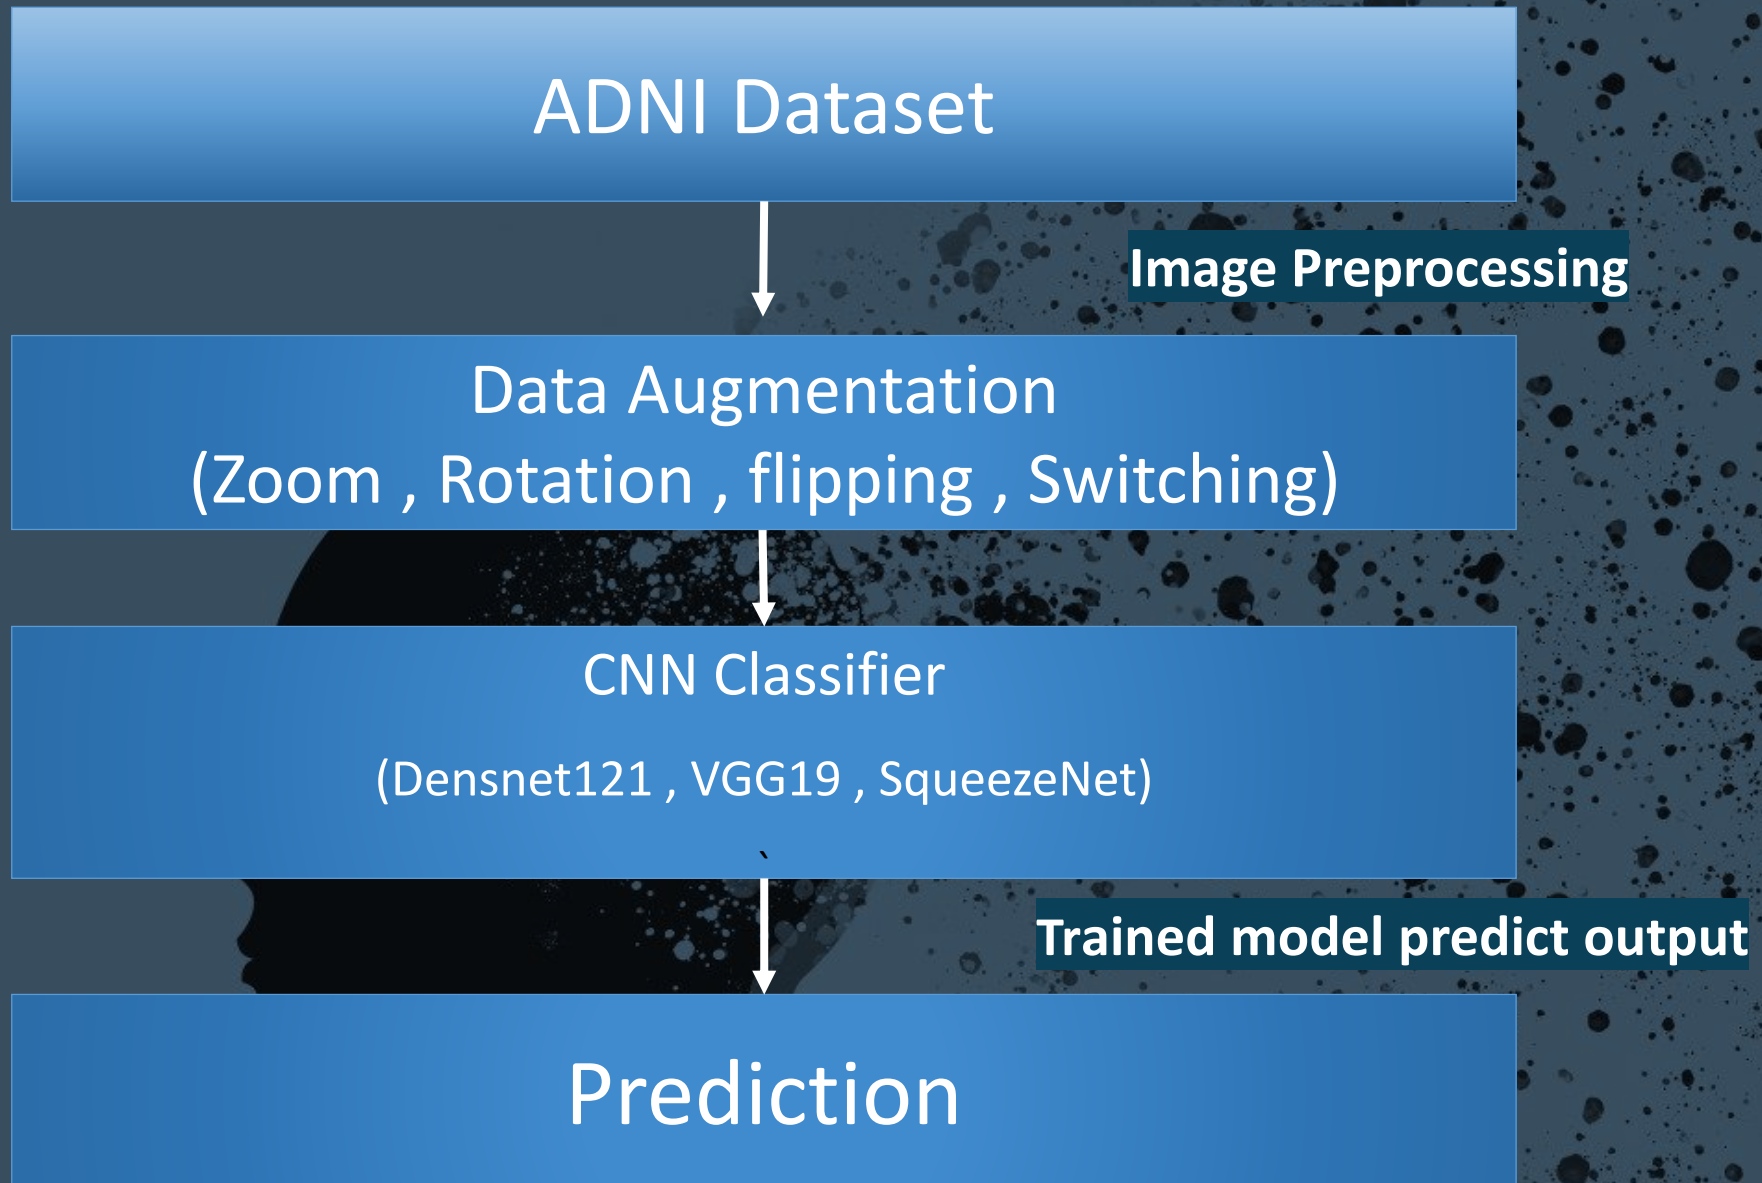 ADNI Dataset
Image Preprocessing
Data Augmentation
(Zoom , Rotation , flipping , Switching)
CNN Classifier
(Densnet121 , VGG19 , SqueezeNet)
`
Trained model predict output
Prediction